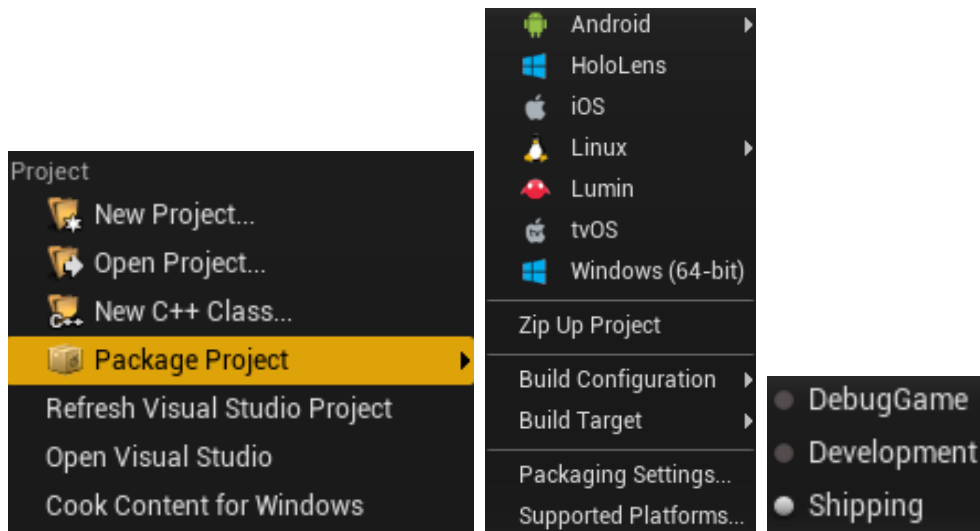 Project
New Project...
Open Project...
New C++ Class...
Package Project
Refresh Visual Studio Project
Open Visual Studio
Cook Content for Windows
Android
HoloLens
iOS
Linux
Lumin
tvOS
Windows (64-bit)
Zip Up Project
Build Configuration
Build Target
Packaging Settings...
Supported Platforms...
DebugGame
Development
Shipping